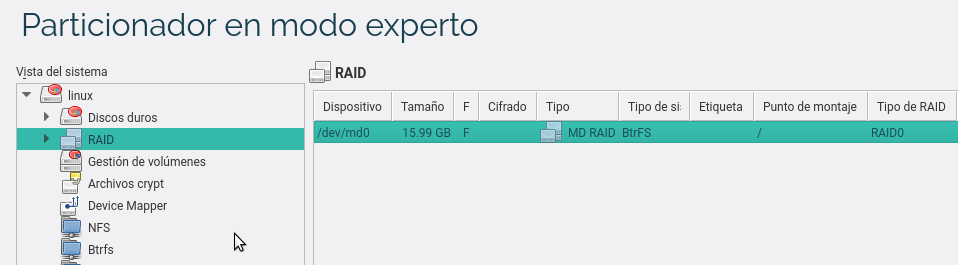 Particionador en modo experto
Vista del sistema
linux
Discos duros
RAID
Gestión de volúmenes
Archivos crypt
Device Mapper
NFS
Btrfs
RAID
Dispositivo Tamaño F Cifrado Tipo Tipo de si: Etiqueta Punto de montaje Tipo de RAID
/dev/md0 15.99 GB F MD RAID BtrFS / RAID0